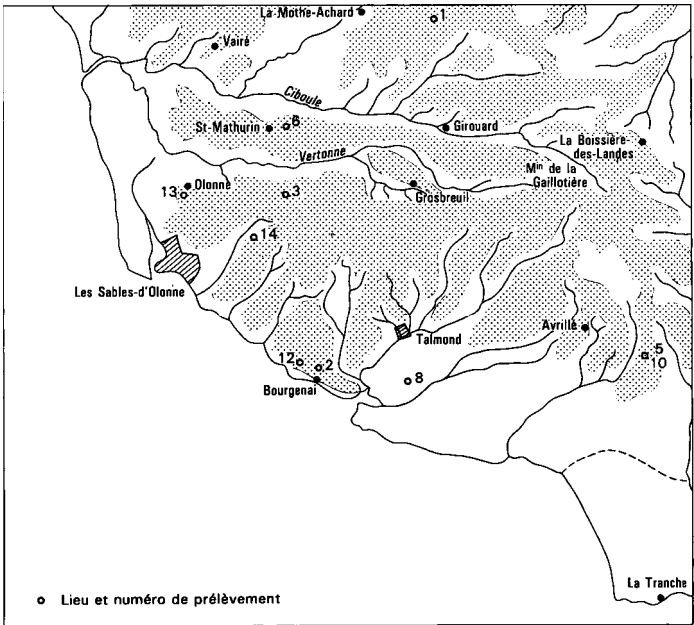 La-Mothe-Achard
1
Vairé
Ciboule
St-Mathurin
6
Girouard
La Boissière-
des-Landes
Vertonne
Min de la
Gaillotière
Olonne
13
3
Grosbreuil
14
Les Sables-d'Olonne
Talmond
Avrillé
5
10
12
2
8
Bourgenai
La Tranche
Lieu et numéro de prélèvement